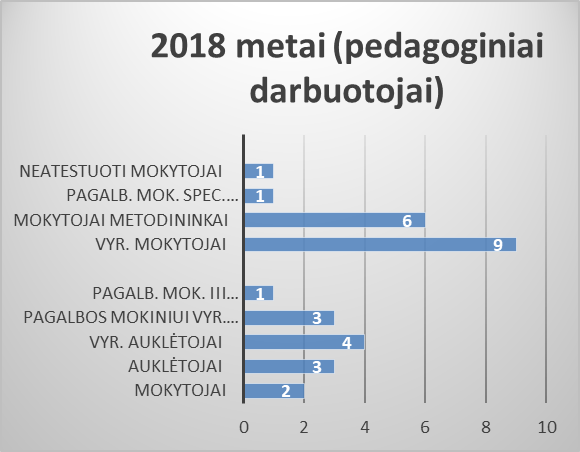 2018 metai (pedagoginiai
darbuotojai)
NEATESTUOTI MOKYTOJAI 1
PAGALB. MOK. SPEC.… 1
MOKYTOJAI METODININKAI 6
VYR. MOKYTOJAI 9
PAGALB. MOK. III… 1
PAGALBOS MOKINIUI VYR.… 3
VYR. AUKLĖTOJAI 4
AUKLĖTOJAI 3
MOKYTOJAI 2
0 2 4 6 8 10